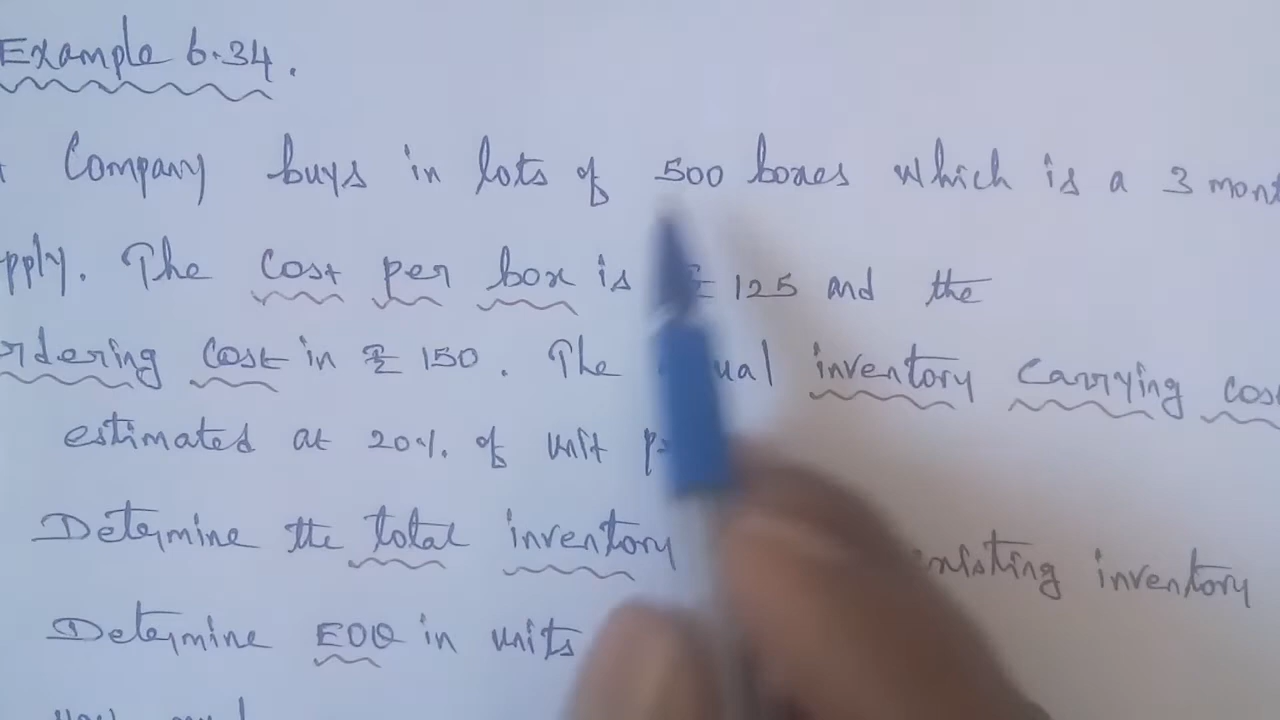 Example 6.34.
Company buys in lots of 500 boxes which is a 3 mont
pply. The cost per box is ₹ 125 and the
rdering cost in ₹ 150. The ual inventory carrying cos
estimated at 20%. of unit p
Determine the total inventory existing inventory
Determine EOQ in units